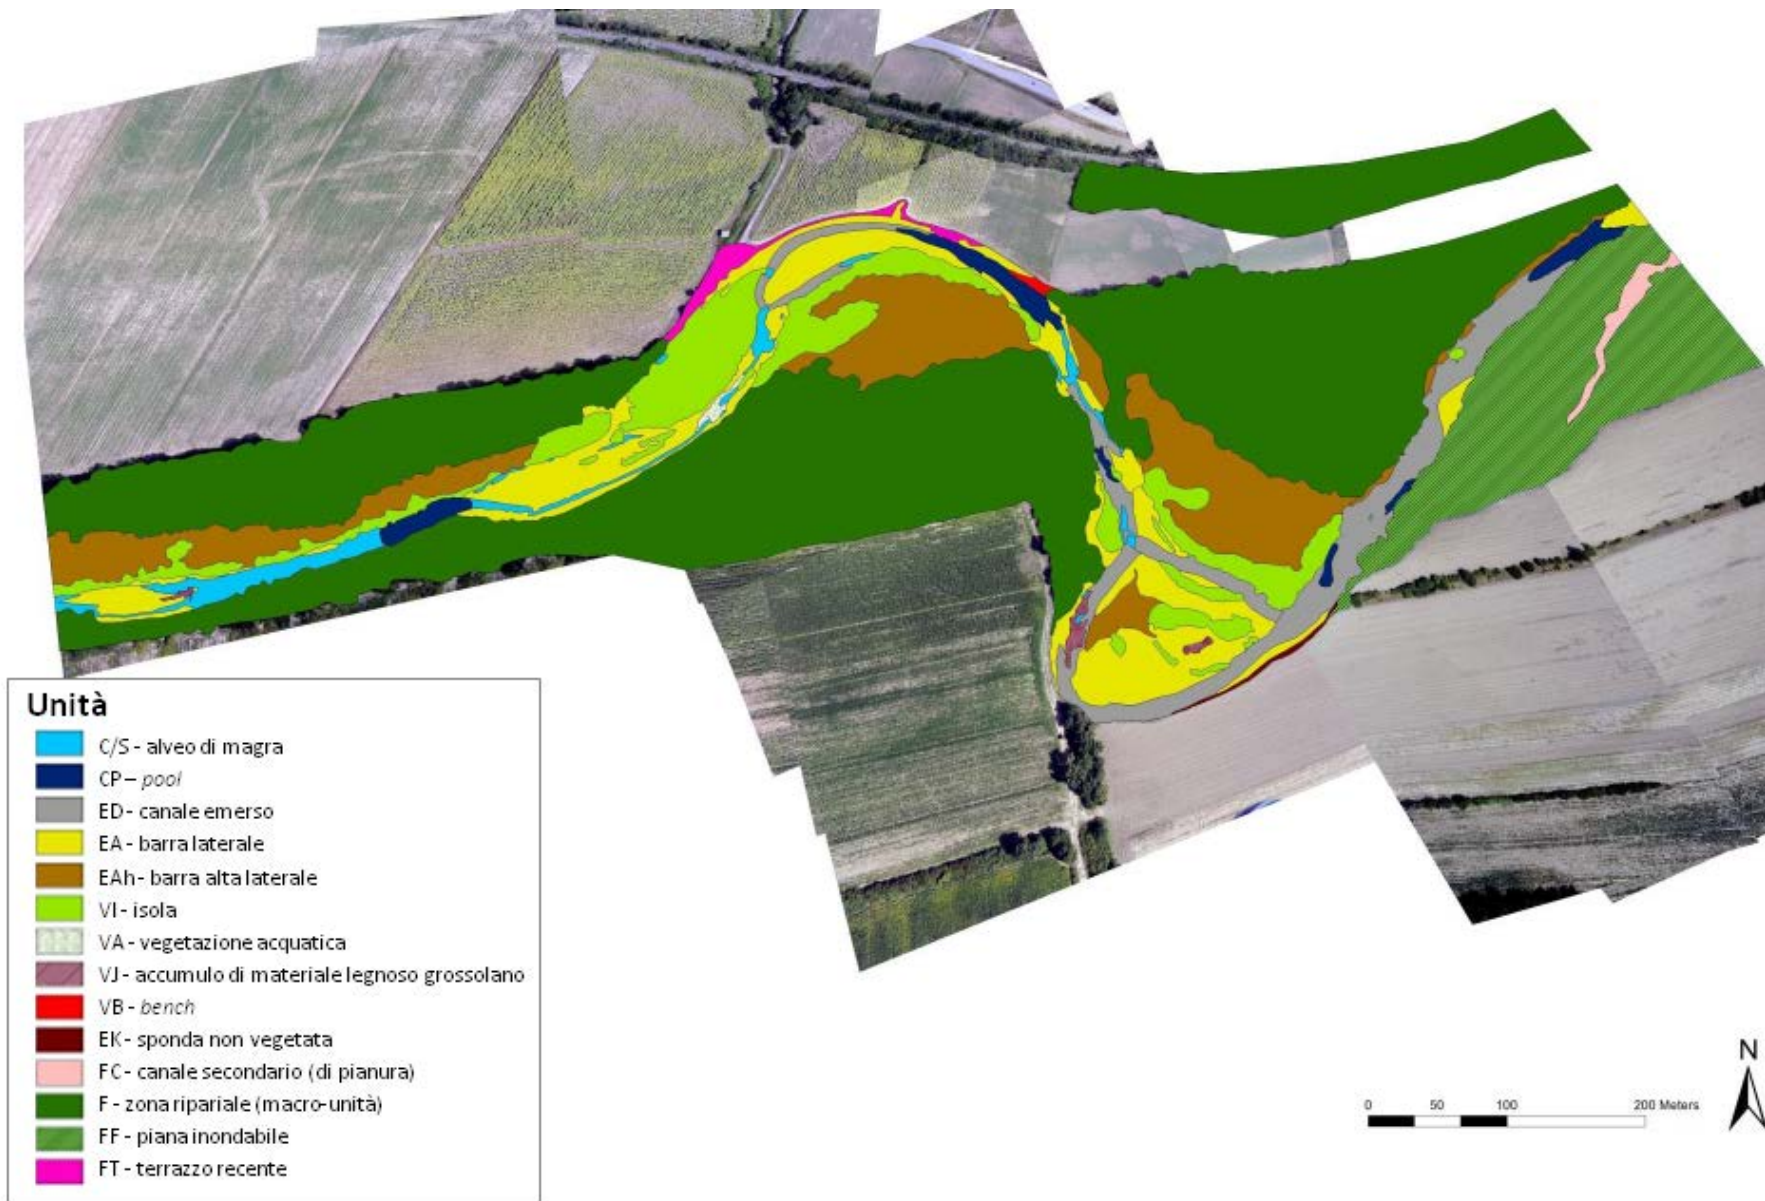 Unità
C/S - alveo di magra
CP – pool
ED - canale emerso
EA - barra laterale
EAh - barra alta laterale
VI - isola
VA - vegetazione acquatica
VJ - accumulo di materiale legnoso grossolano
VB - bench
EK - sponda non vegetata
FC - canale secondario (di pianura)
F - zona ripariale (macro-unità)
FF - piana inondabile
FT - terrazzo recente
N
0 50 100 200 Meters